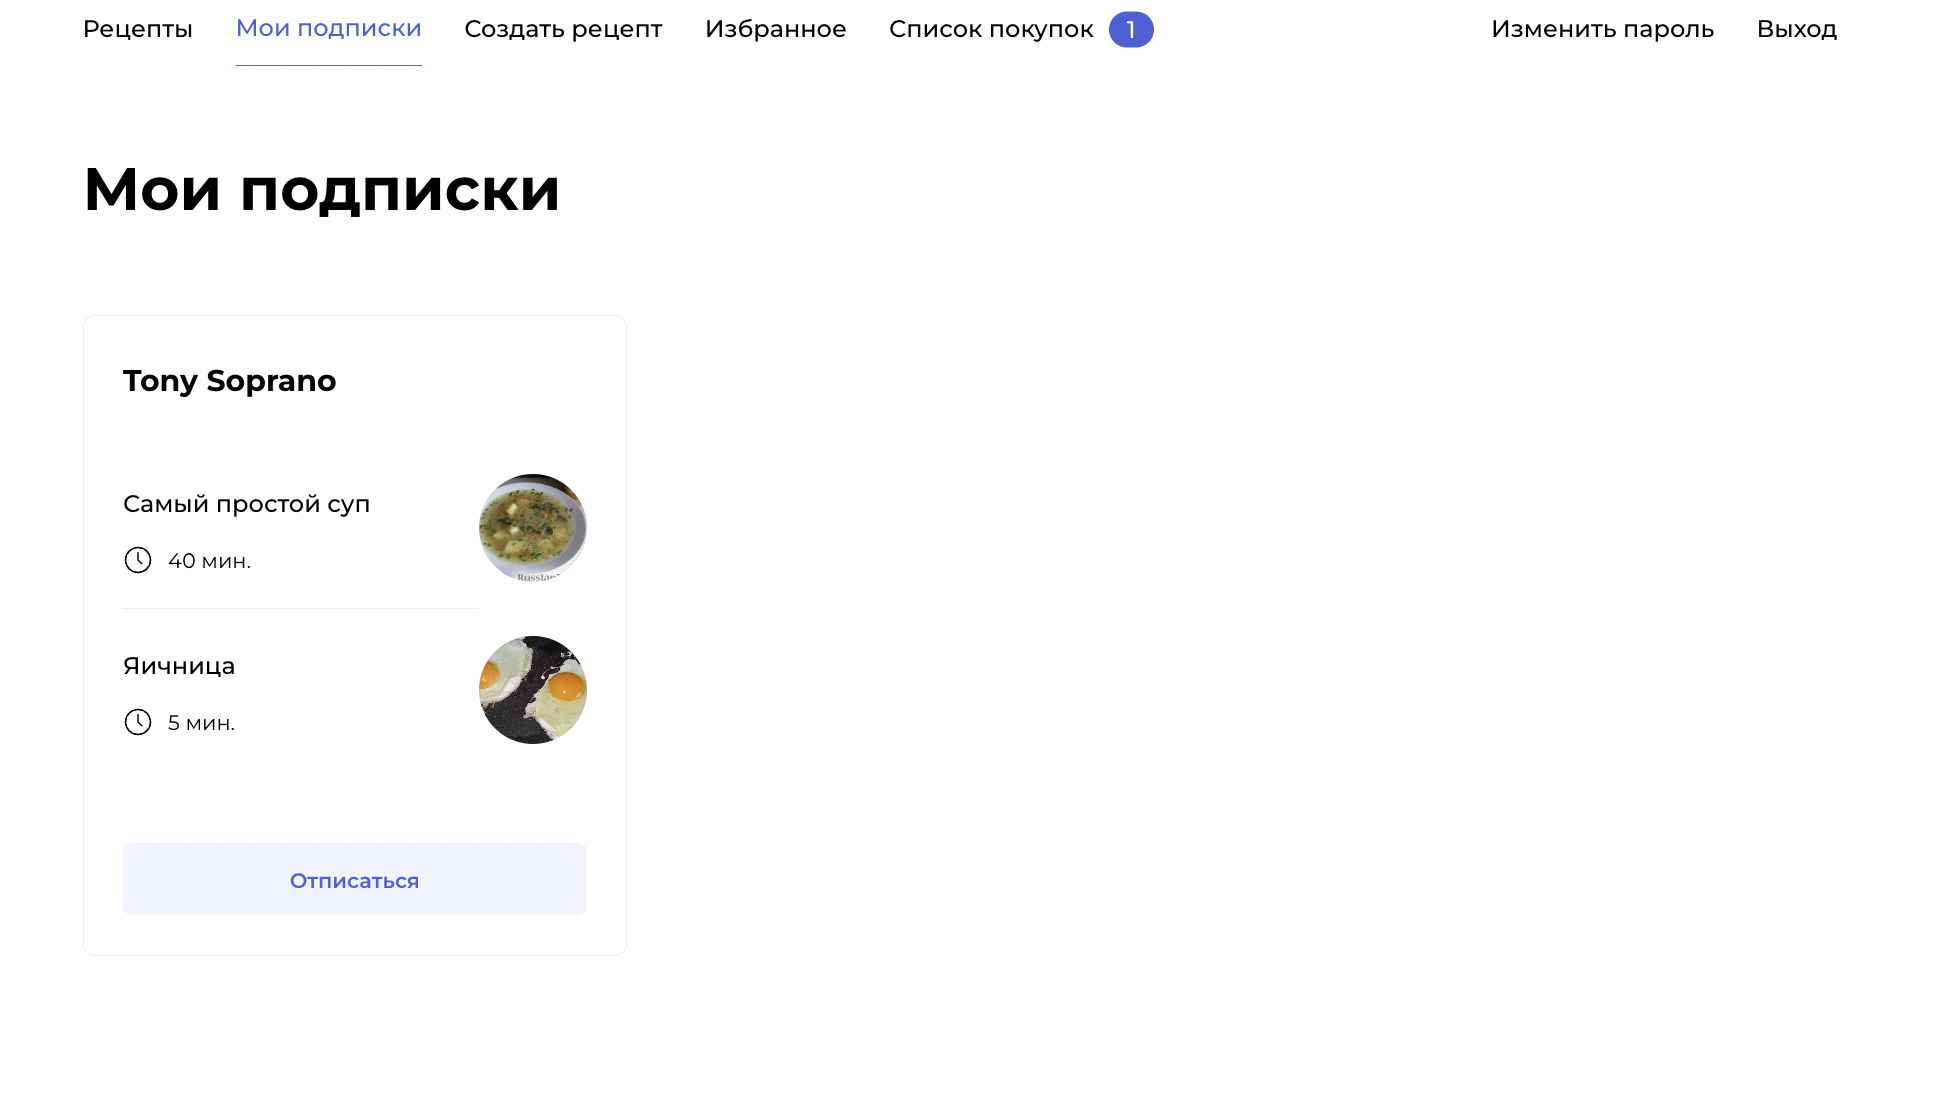 Рецепты Мои подписки Создать рецепт Избранное Список покупок 1 Изменить пароль Выход
Мои подписки
Tony Soprano
Самый простой суп
40 мин.
Яичница
5 мин.
Отписаться